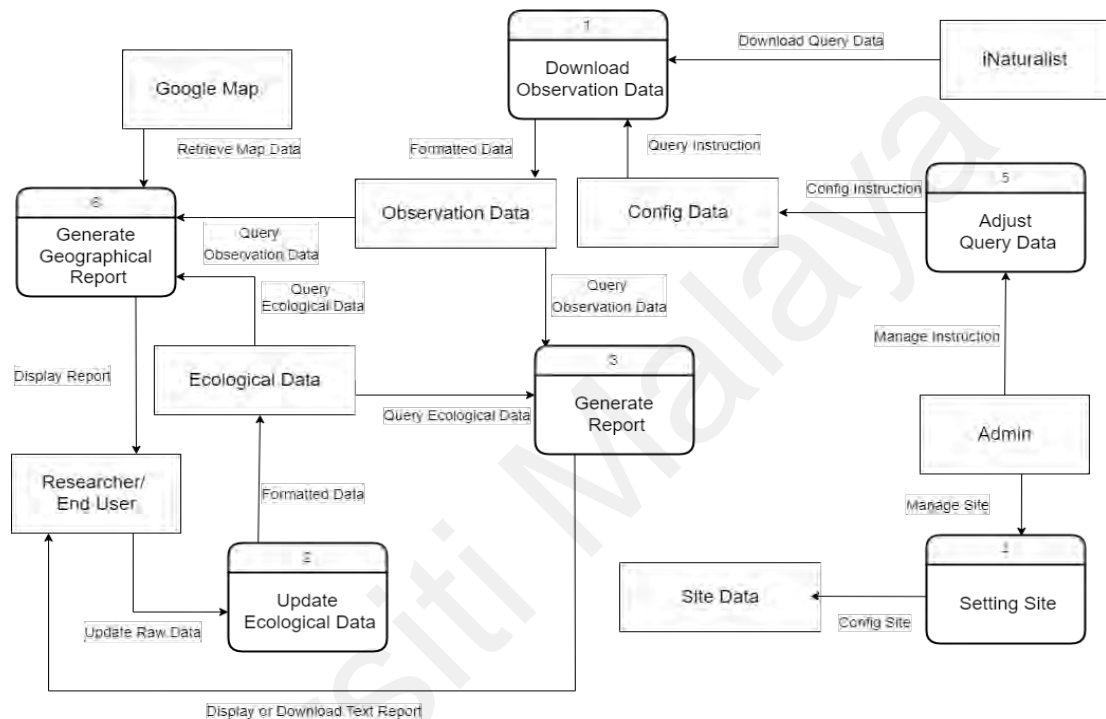 1
Download
Observation Data
Download Query Data
iNaturalist
Google Map
Retrieve Map Data
Formatted Data
Query Instruction
6
Generate
Geographical
Report
Query
Observation Data
Observation Data
Config Data
Config Instruction
5
Adjust
Query Data
Query
Ecological Data
Query
Observation Data
Manage Instruction
Display Report
Ecological Data
Query Ecological Data
3
Generate
Report
Admin
Researcher/
End User
Formatted Data
Manage Site
2
Update
Ecological Data
Update Raw Data
Site Data
Config Site
4
Setting Site
Display or Download Text Report
rsiti Malaya